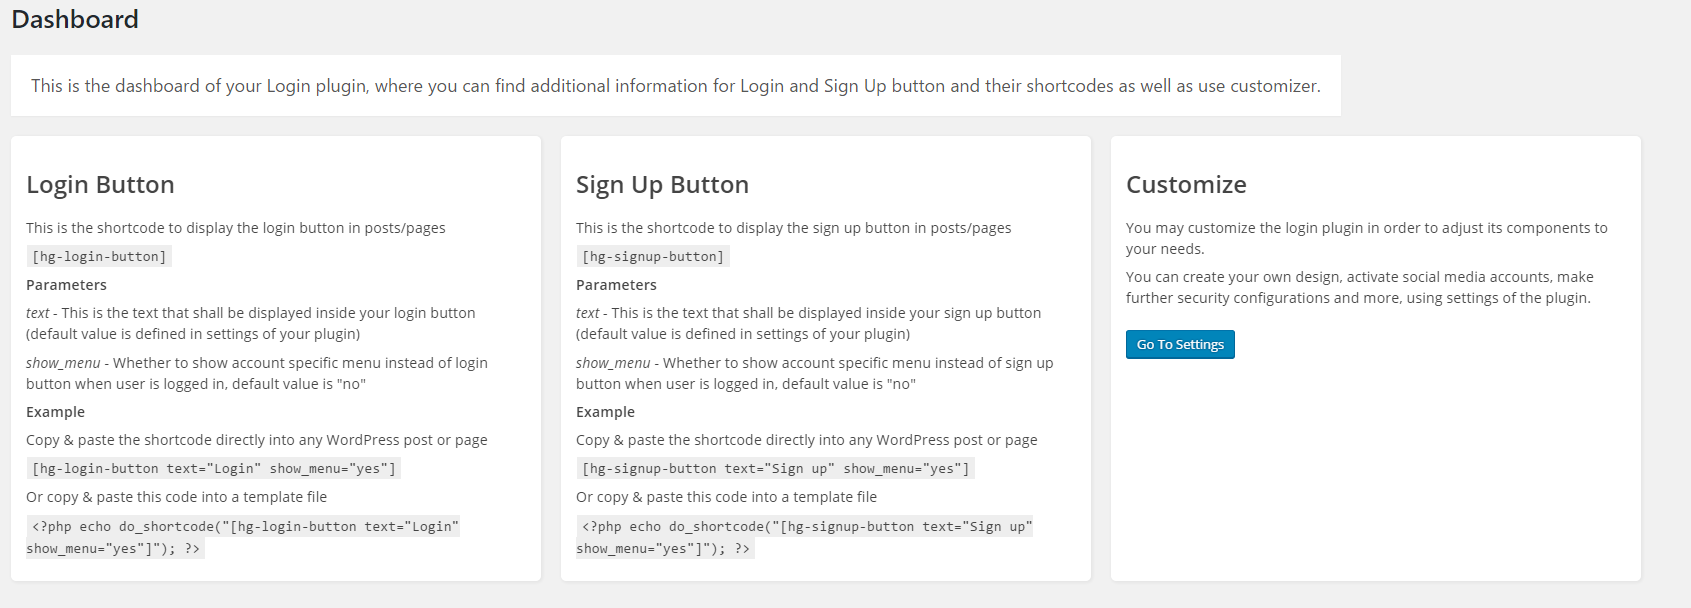 Dashboard
This is the dashboard of your Login plugin, where you can find additional information for Login and Sign Up button and their shortcodes as well as use customizer.
Login Button
This is the shortcode to display the login button in posts/pages
[hg-login-button]
Parameters
text - This is the text that shall be displayed inside your login button
(default value is defined in settings of your plugin)
show_menu - Whether to show account specific menu instead of login
button when user is logged in, default value is "no"
Example
Copy & paste the shortcode directly into any WordPress post or page
[hg-login-button text="Login" show_menu="yes"]
Or copy & paste this code into a template file
<?php echo do_shortcode("[hg-login-button text="Login"
show_menu="yes"]"); ?>
Sign Up Button
This is the shortcode to display the sign up button in posts/pages
[hg-signup-button]
Parameters
text - This is the text that shall be displayed inside your sign up button
(default value is defined in settings of your plugin)
show_menu - Whether to show account specific menu instead of sign up
button when user is logged in, default value is "no"
Example
Copy & paste the shortcode directly into any WordPress post or page
[hg-signup-button text="Sign up" show_menu="yes"]
Or copy & paste this code into a template file
<?php echo do_shortcode("[hg-signup-button text="Sign up"
show_menu="yes"]"); ?>
Customize
You may customize the login plugin in order to adjust its components to
your needs.
You can create your own design, activate social media accounts, make
further security configurations and more, using settings of the plugin.
Go To Settings